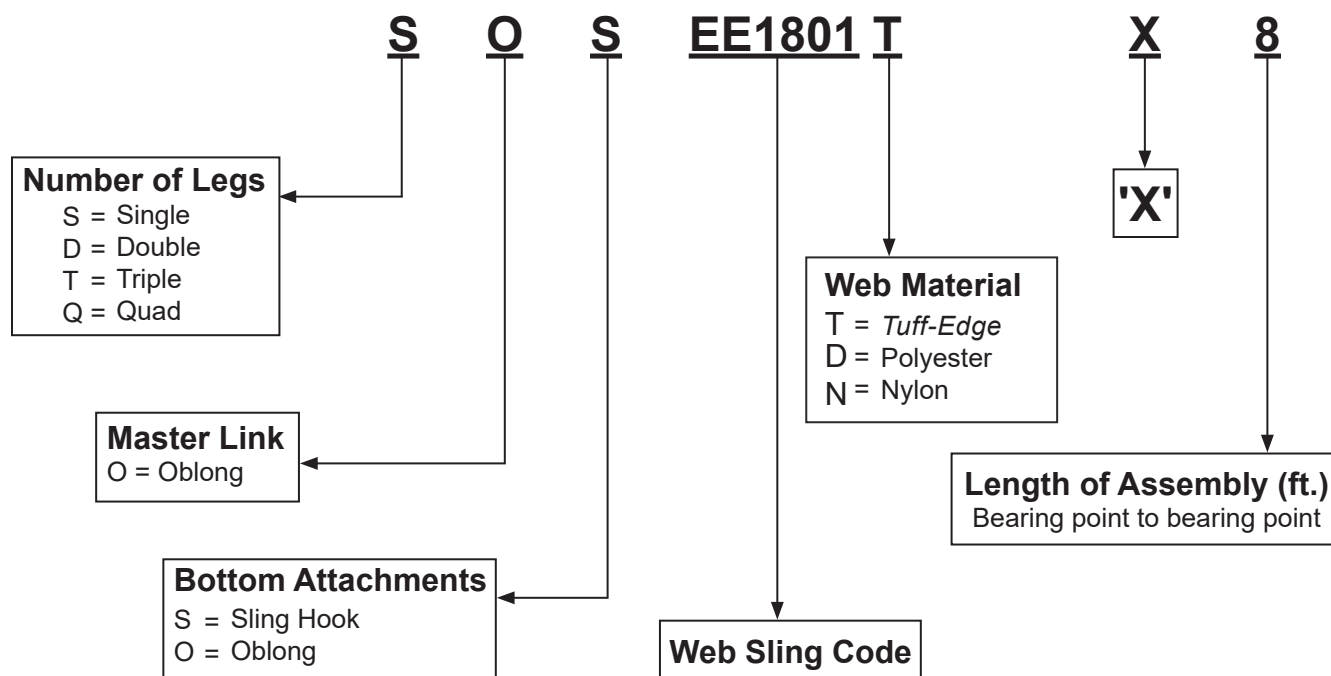 S O S EE1801 T X 8
Number of Legs
S = Single
D = Double
T = Triple
Q = Quad
'X'
Web Material
T = Tuff-Edge
D = Polyester
N = Nylon
Master Link
O = Oblong
Length of Assembly (ft.)
Bearing point to bearing point
Bottom Attachments
S = Sling Hook
O = Oblong
Web Sling Code